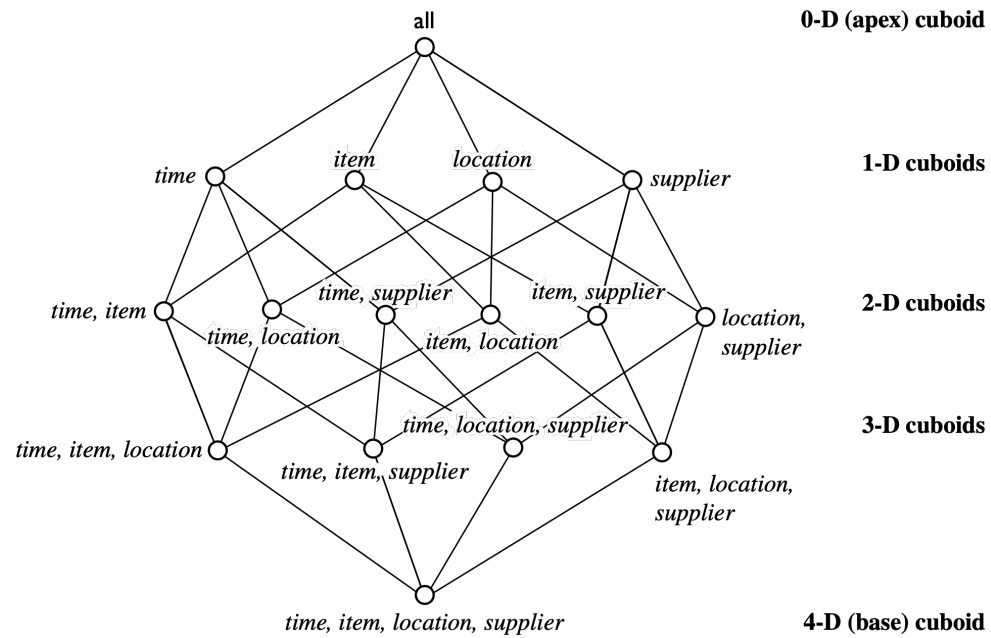 all
0-D (apex) cuboid
time
item
location
supplier
1-D cuboids
time, item
time, location
time, supplier
item, location
item, supplier
location,
supplier
2-D cuboids
time, item, location
time, item, supplier
time, location, supplier
item, location,
supplier
3-D cuboids
time, item, location, supplier
4-D (base) cuboid